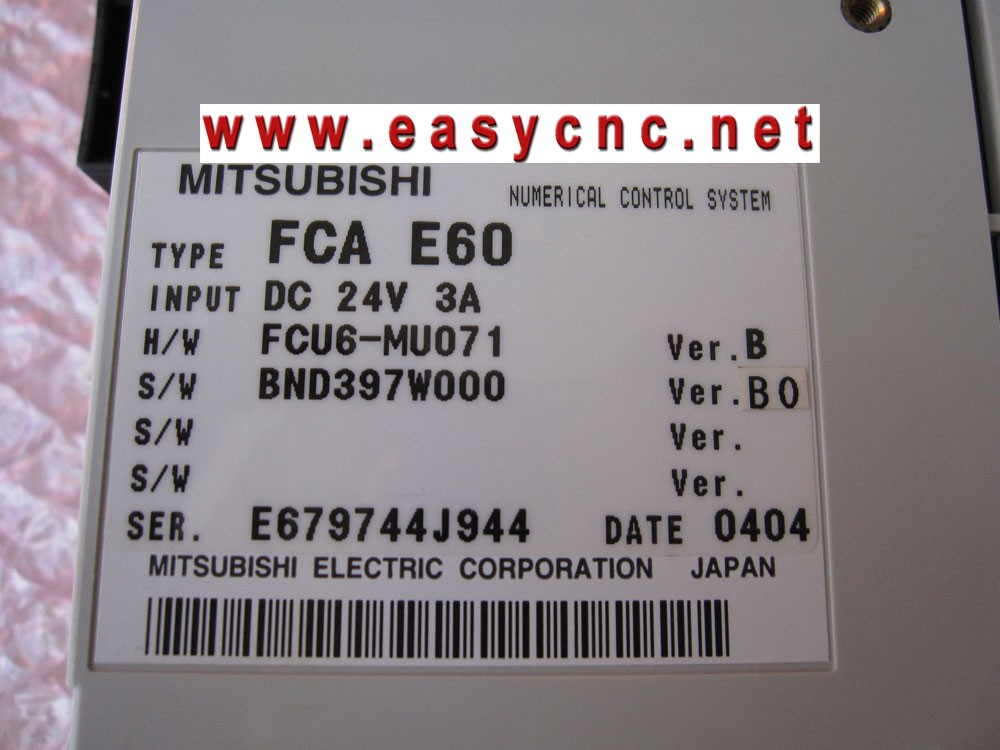 www.easycnc.net
MITSUBISHI NUMERICAL CONTROL SYSTEM
TYPE FCA E60
INPUT DC 24V 3A
H/W FCU6-MU071 Ver.B
S/W BND397W000 Ver.B0
S/W Ver.
S/W Ver.
SER. E679744J944 DATE 0404
MITSUBISHI ELECTRIC CORPORATION JAPAN